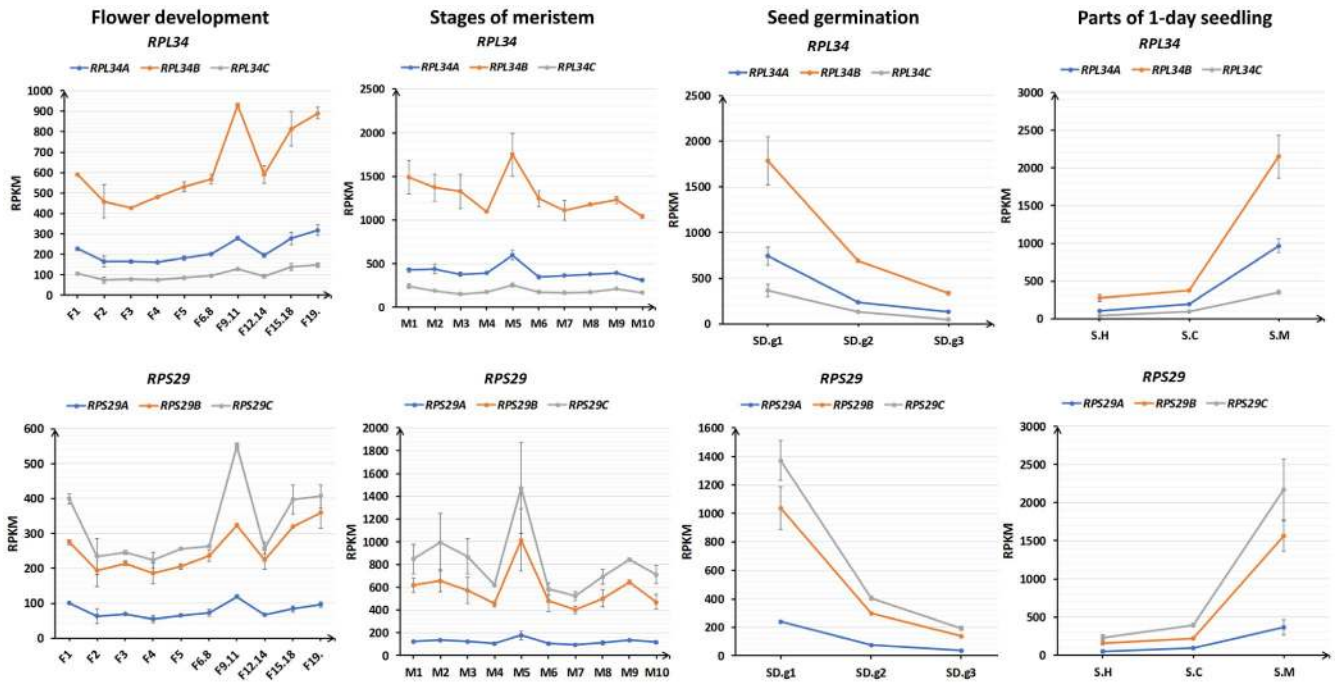 Flower development
Stages of meristem
Seed germination
Parts of 1-day seedling
RPL34
RPL34A RPL34B RPL34C
RPKM
1000
900
800
700
600
500
400
300
200
100
0
F1 F2 F3 F4 F5 F6.8 F9.11 F12.14 F15.18 F19.
RPL34
RPL34A RPL34B RPL34C
RPKM
2500
2000
1500
1000
500
0
M1 M2 M3 M4 M5 M6 M7 M8 M9 M10
RPL34
RPL34A RPL34B RPL34C
RPKM
2500
2000
1500
1000
500
0
SD.g1 SD.g2 SD.g3
RPL34
RPL34A RPL34B RPL34C
RPKM
3000
2500
2000
1500
1000
500
0
S.H S.C S.M
RPS29
RPS29A RPS29B RPS29C
RPKM
600
500
400
300
200
100
0
F1 F2 F3 F4 F5 F6.8 F9.11 F12.14 F15.18 F19.
RPS29
RPS29A RPS29B RPS29C
RPKM
2000
1800
1600
1400
1200
1000
800
600
400
200
0
M1 M2 M3 M4 M5 M6 M7 M8 M9 M10
RPS29
RPS29A RPS29B RPS29C
RPKM
1600
1400
1200
1000
800
600
400
200
0
SD.g1 SD.g2 SD.g3
RPS29
RPS29A RPS29B RPS29C
RPKM
3000
2500
2000
1500
1000
500
0
S.H S.C S.M